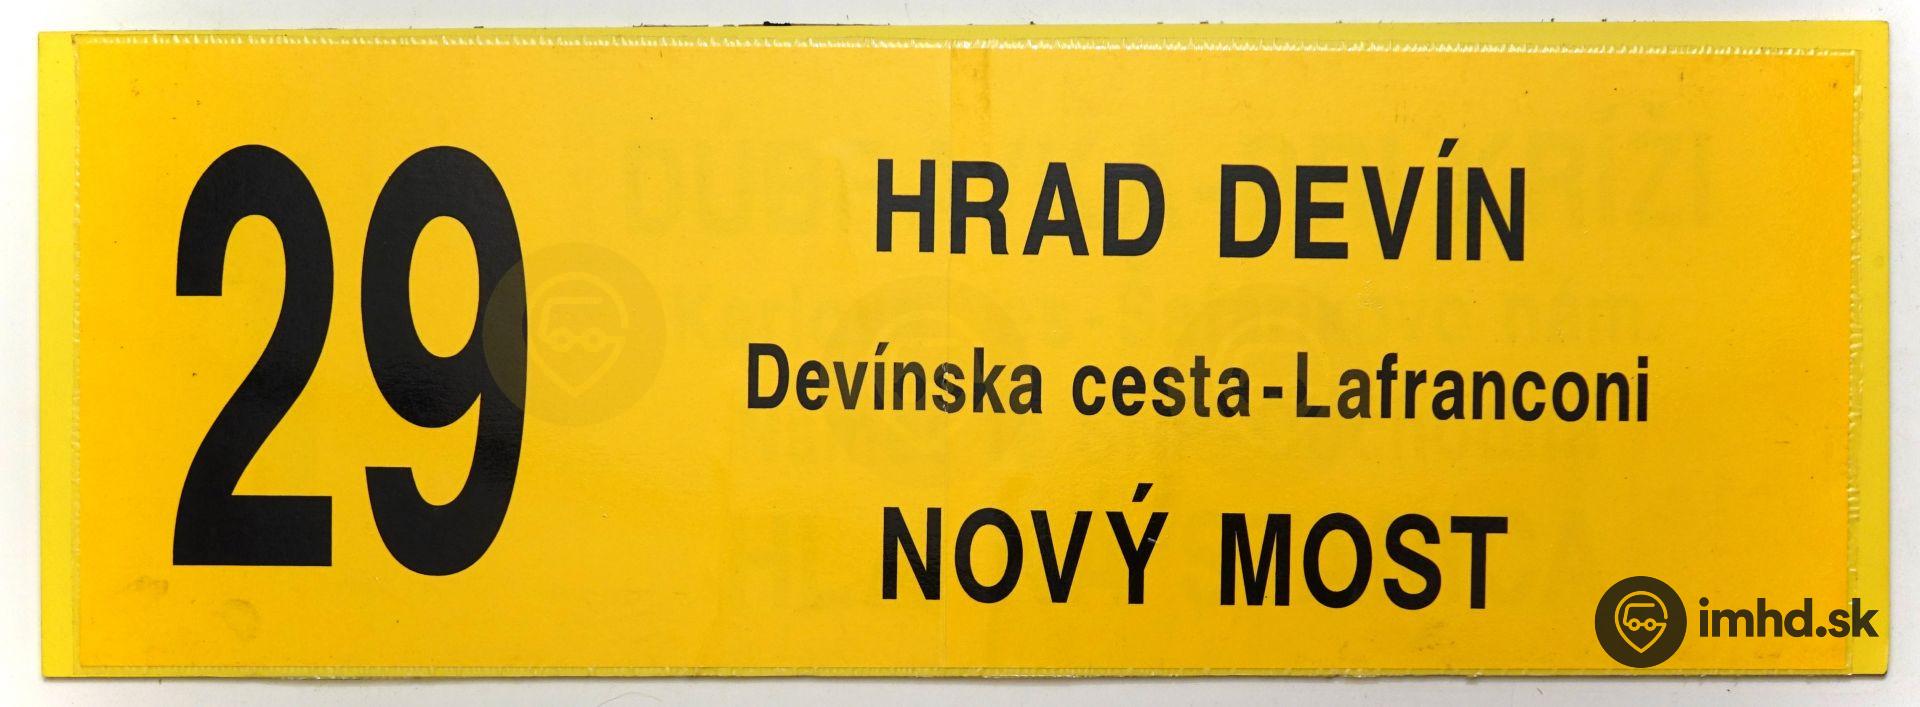 29
HRAD DEVÍN
Devínska cesta-Lafranconi
NOVÝ MOST
imhd.sk